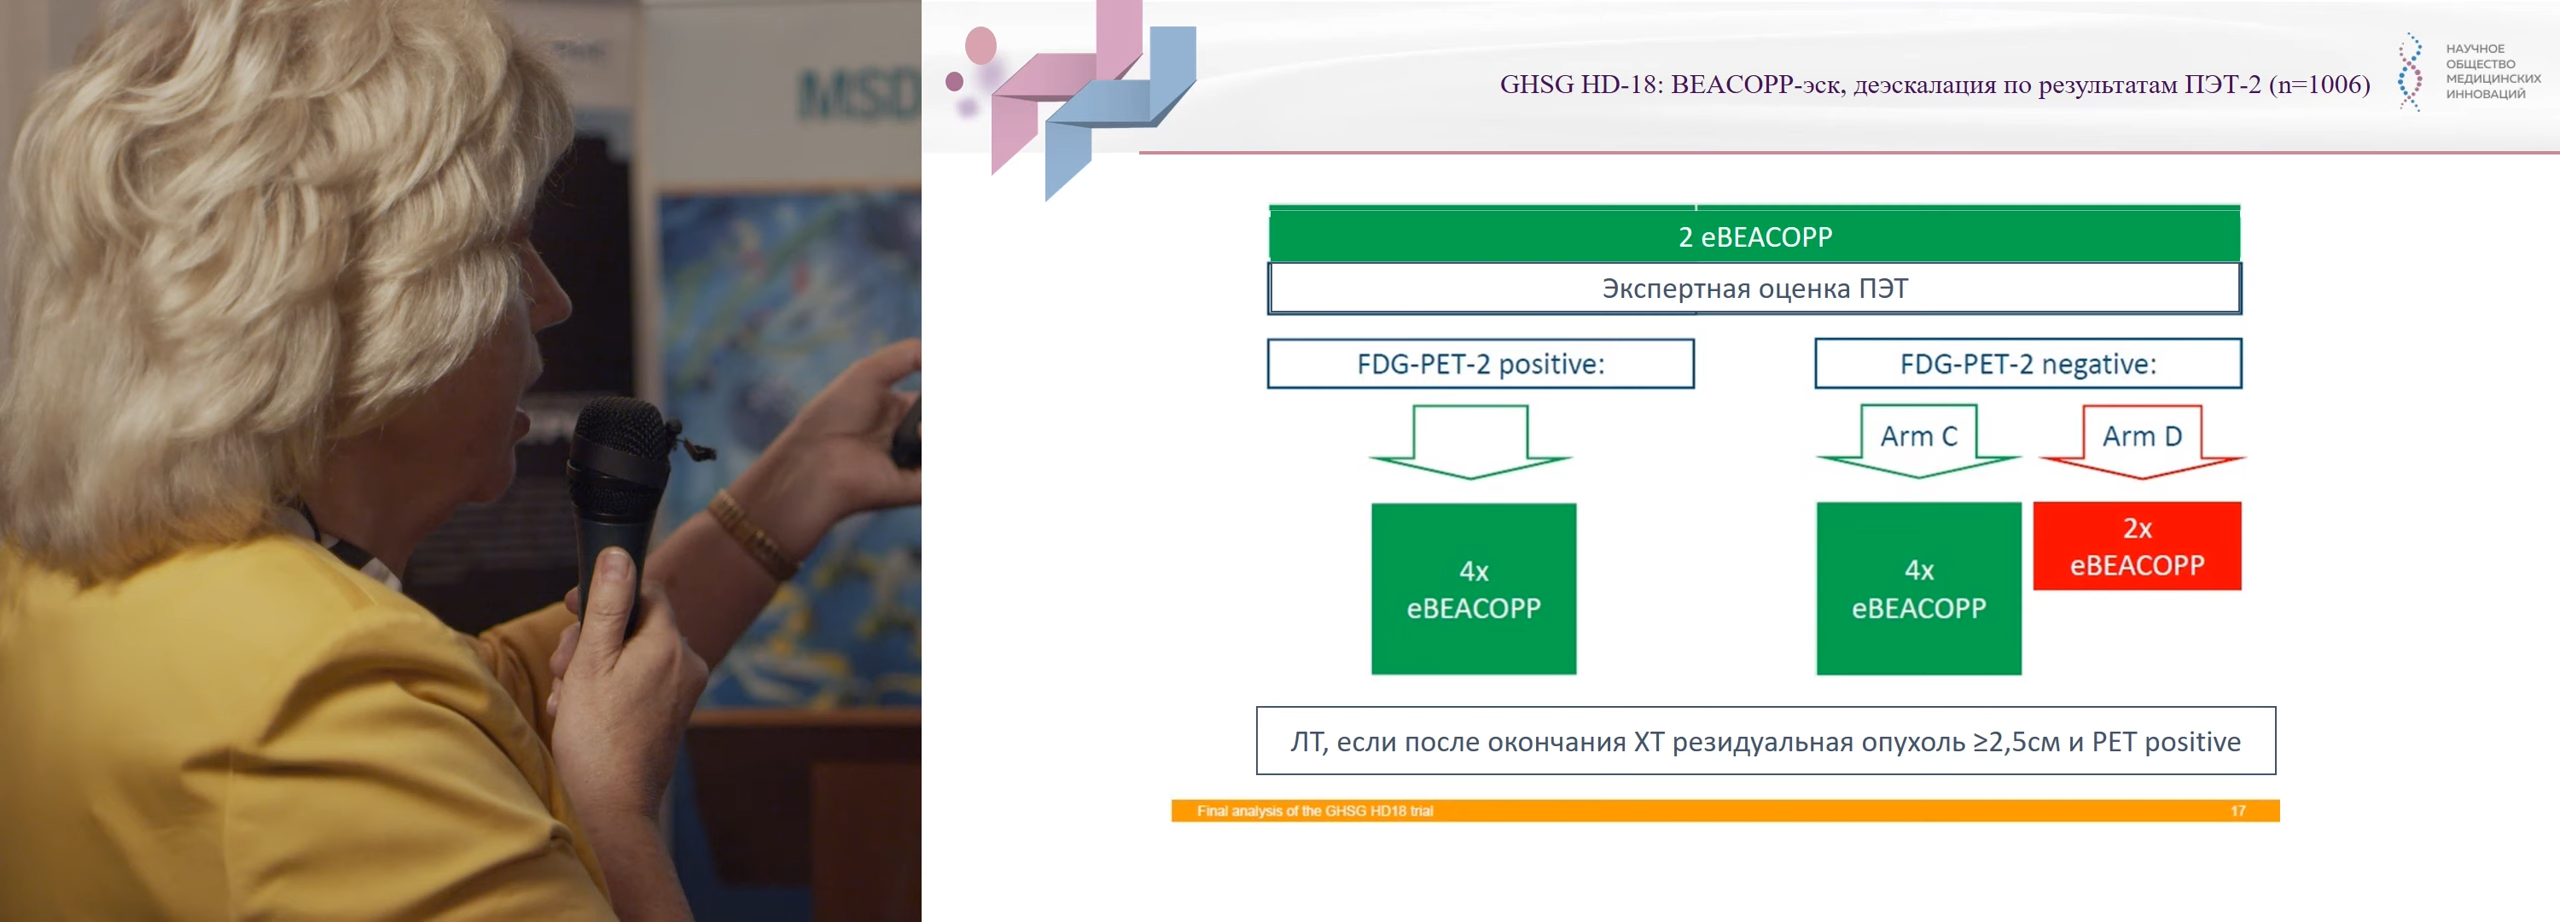 MSD
GHSG HD-18: BEACOPP-эск, деэскалация по результатам ПЭТ-2 (n=1006)
НАУЧНОЕ
ОБЩЕСТВО
МЕДИЦИНСКИХ
ИННОВАЦИЙ
2 eBEACOPP
Экспертная оценка ПЭТ
FDG-PET-2 positive:
FDG-PET-2 negative:
Arm C
Arm D
4x
eBEACOPP
4x
eBEACOPP
2x
eBEACOPP
ЛТ, если после окончания ХТ резидуальная опухоль ≥2,5см и PET positive
Final analysis of the GHSG HD18 trial
17